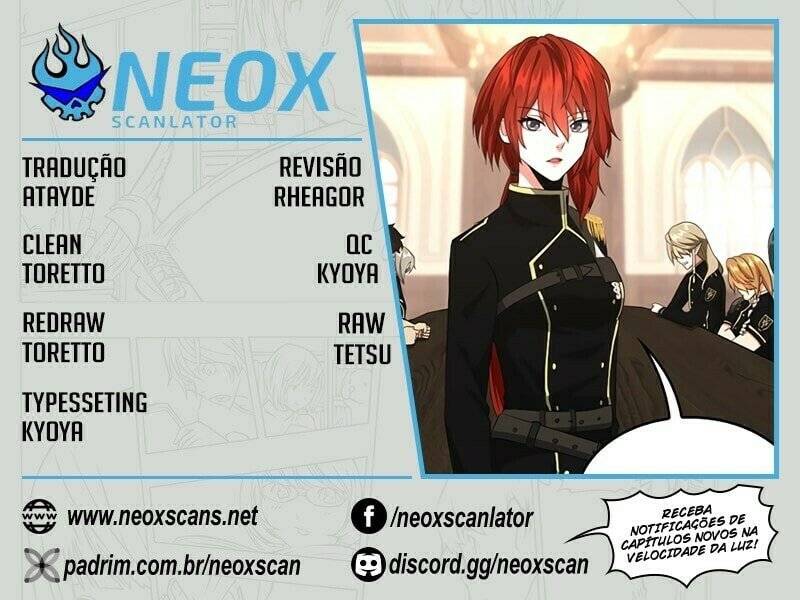 NEOX
SCANLATOR
TRADUÇÃO
ATAYDE
REVISÃO
RHEAGOR
CLEAN
TORETTO
QC
KYOYA
REDRAW
TORETTO
RAW
TETSU
TYPESSETING
KYOYA
www www.neoxscans.net
/neoxscanlator
padrim.com.br/neoxscan
discord.gg/neoxscan
RECEBA
NOTIFICAÇÕES DE
CAPÍTULOS NOVOS NA
VELOCIDADE DA LUZ!